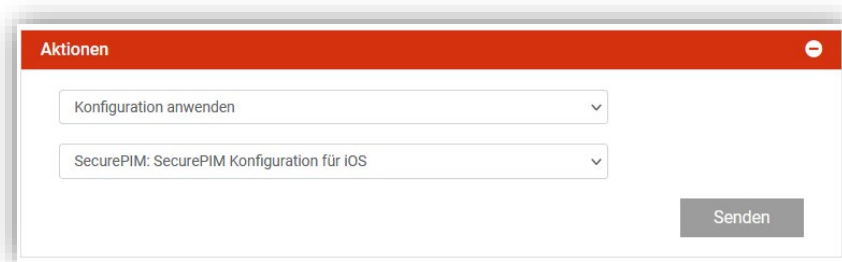 Aktionen
Konfiguration anwenden
SecurePIM: SecurePIM Konfiguration für iOS
Senden